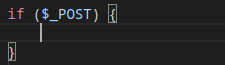 if ($_POST) {
}